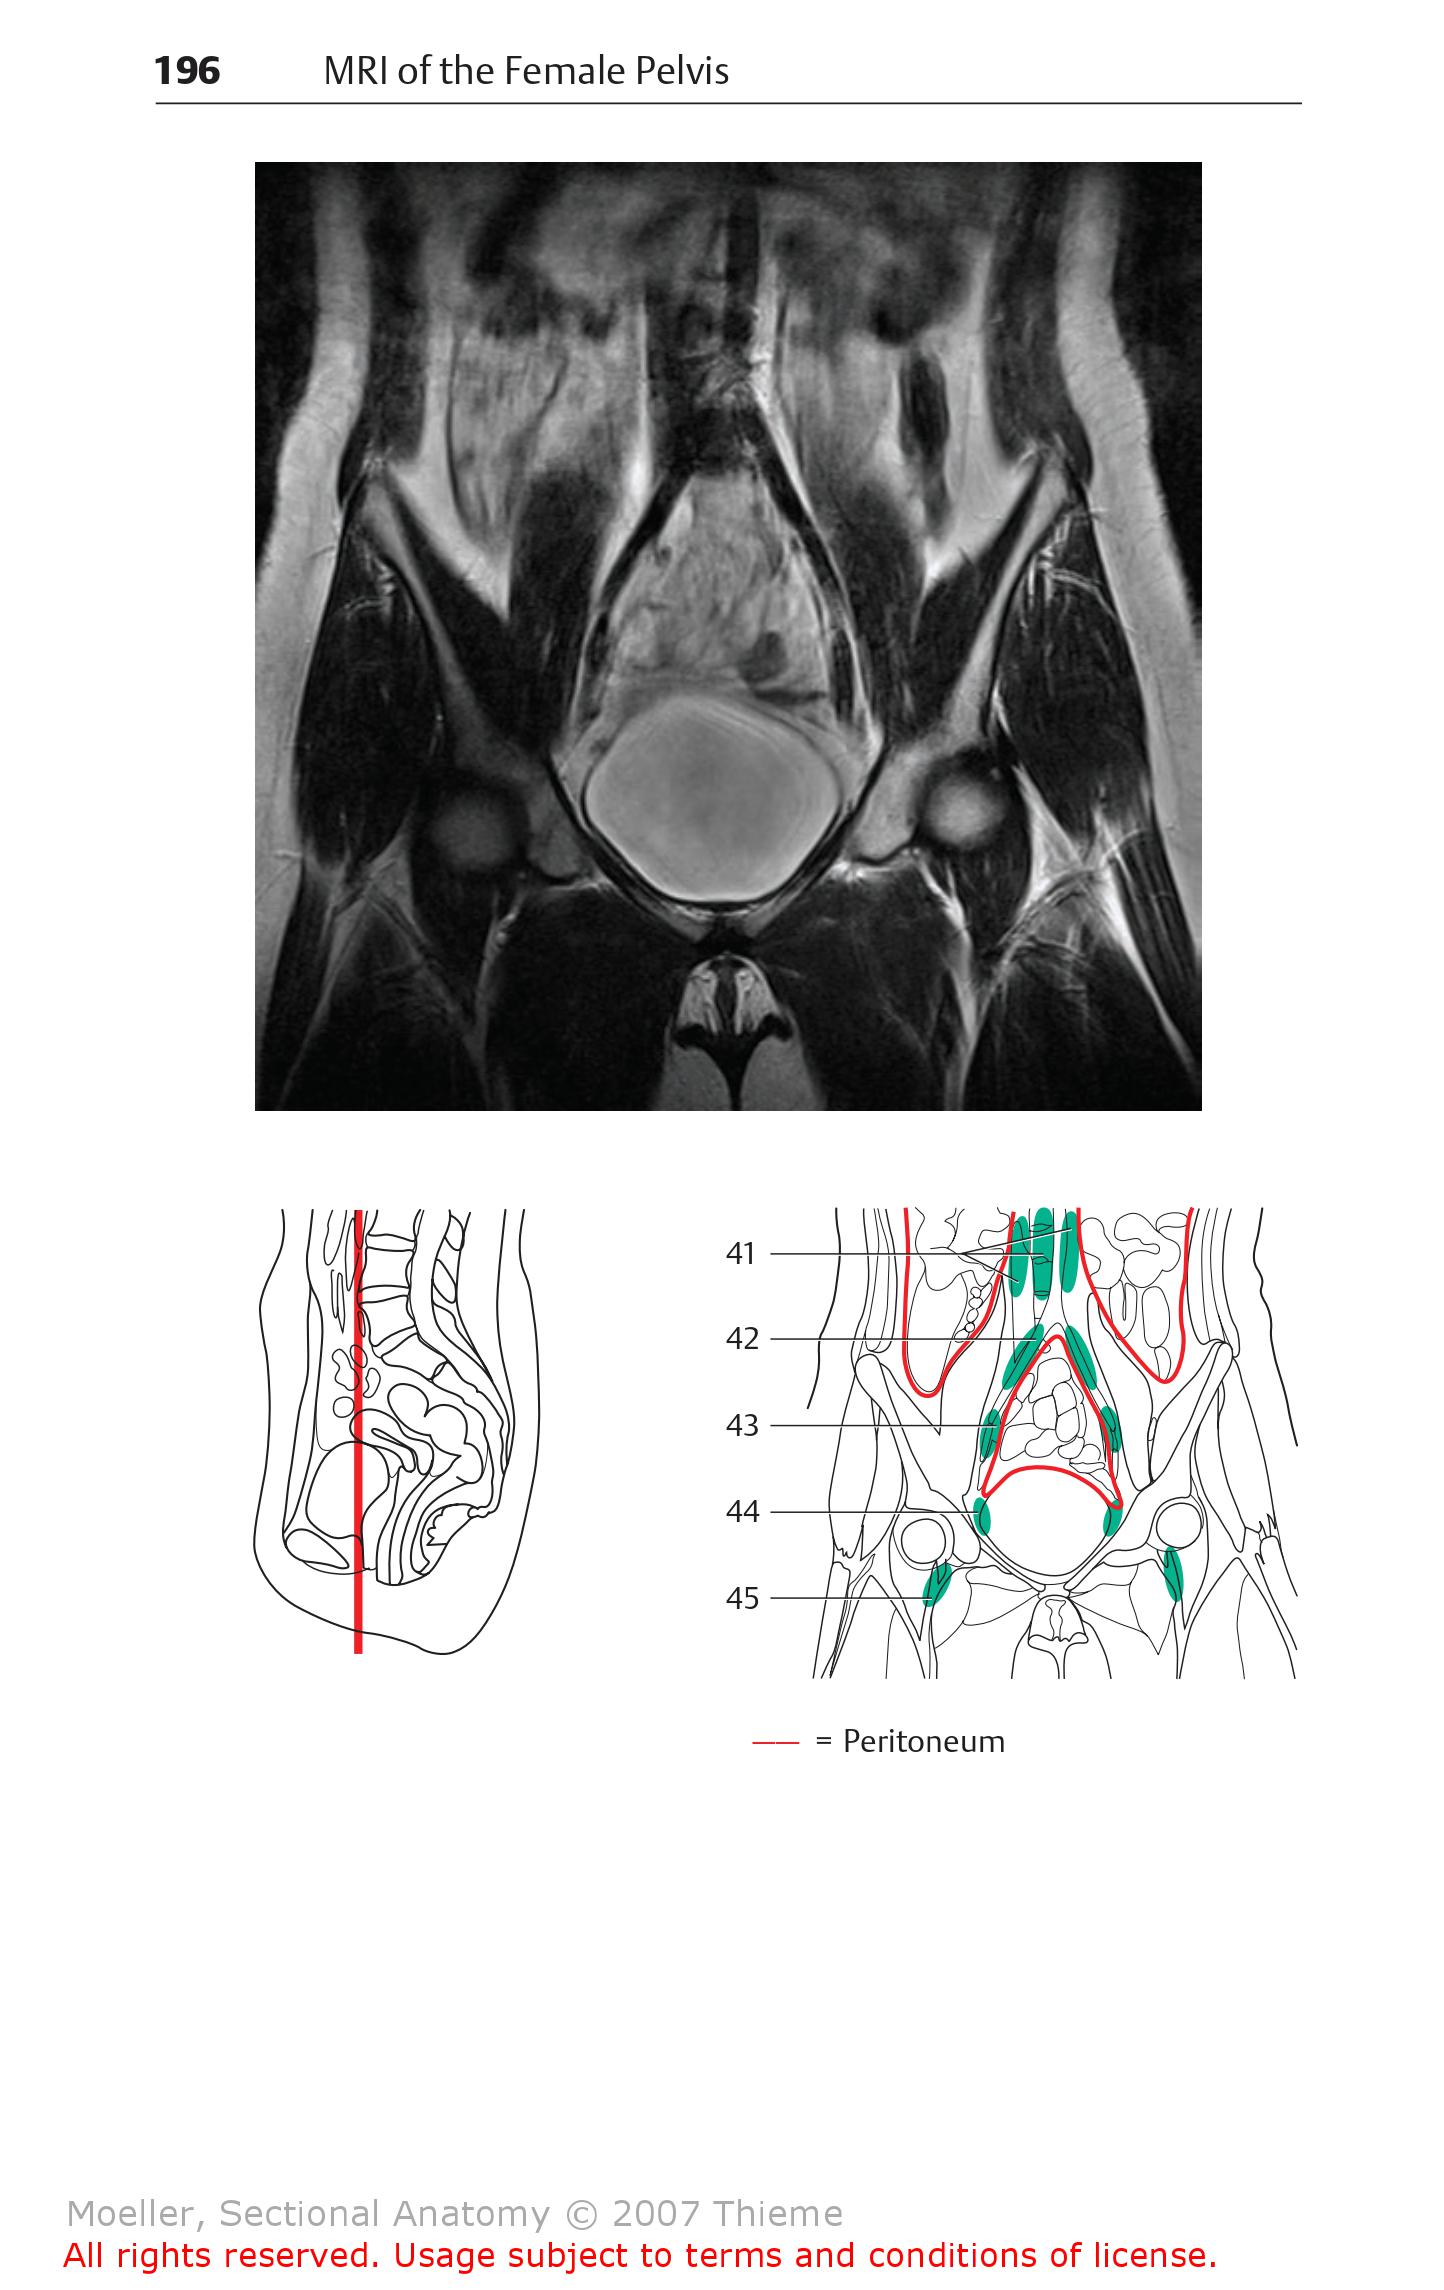 196 MRI of the Female Pelvis
41
42
43
44
45
= Peritoneum
Moeller, Sectional Anatomy © 2007 Thieme
All rights reserved. Usage subject to terms and conditions of license.